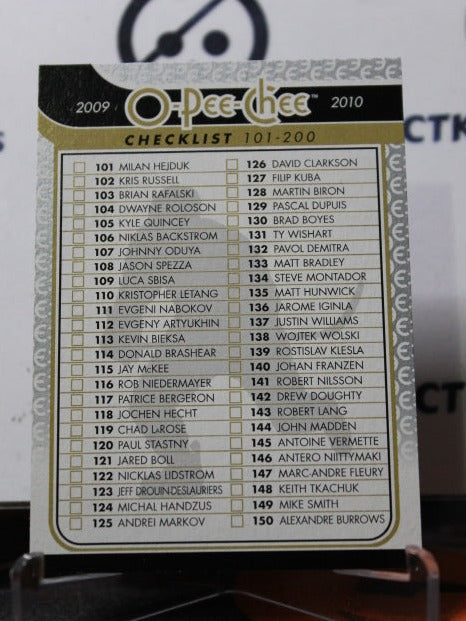 2009 O-Pee-Chee™ 2010
CHECKLIST 101-200
101 MILAN HEJDUK
102 KRIS RUSSELL
103 BRIAN RAFALSKI
104 DWAYNE ROLOSON
105 KYLE QUINCEY
106 NIKLAS BACKSTROM
107 JOHNNY ODUYA
108 JASON SPEZZA
109 LUCA SBISA
110 KRISTOPHER LETANG
111 EVGENI NABOKOV
112 EVGENY ARTYUKHIN
113 KEVIN BIEKSA
114 DONALD BRASHEAR
115 JAY McKEE
116 ROB NIEDERMAYER
117 PATRICE BERGERON
118 JOCHEN HECHT
119 CHAD LaROSE
120 PAUL STASTNY
121 JARED BOLL
122 NICKLAS LIDSTROM
123 JEFF DROUIN-DESLAURIERS
124 MICHAL HANDZUS
125 ANDREI MARKOV
126 DAVID CLARKSON
127 FILIP KUBA
128 MARTIN BIRON
129 PASCAL DUPUIS
130 BRAD BOYES
131 TY WISHART
132 PAVOL DEMITRA
133 MATT BRADLEY
134 STEVE MONTADOR
135 MATT HUNWICK
136 JAROME IGINLA
137 JUSTIN WILLIAMS
138 WOJTEK WOLSKI
139 ROSTISLAV KLESLA
140 JOHAN FRANZEN
141 ROBERT NILSSON
142 DREW DOUGHTY
143 ROBERT LANG
144 JOHN MADDEN
145 ANTOINE VERMETTE
146 ANTERO NIITTYMAKI
147 MARC-ANDRE FLEURY
148 KEITH TKACHUK
149 MIKE SMITH
150 ALEXANDRE BURROWS
CTK